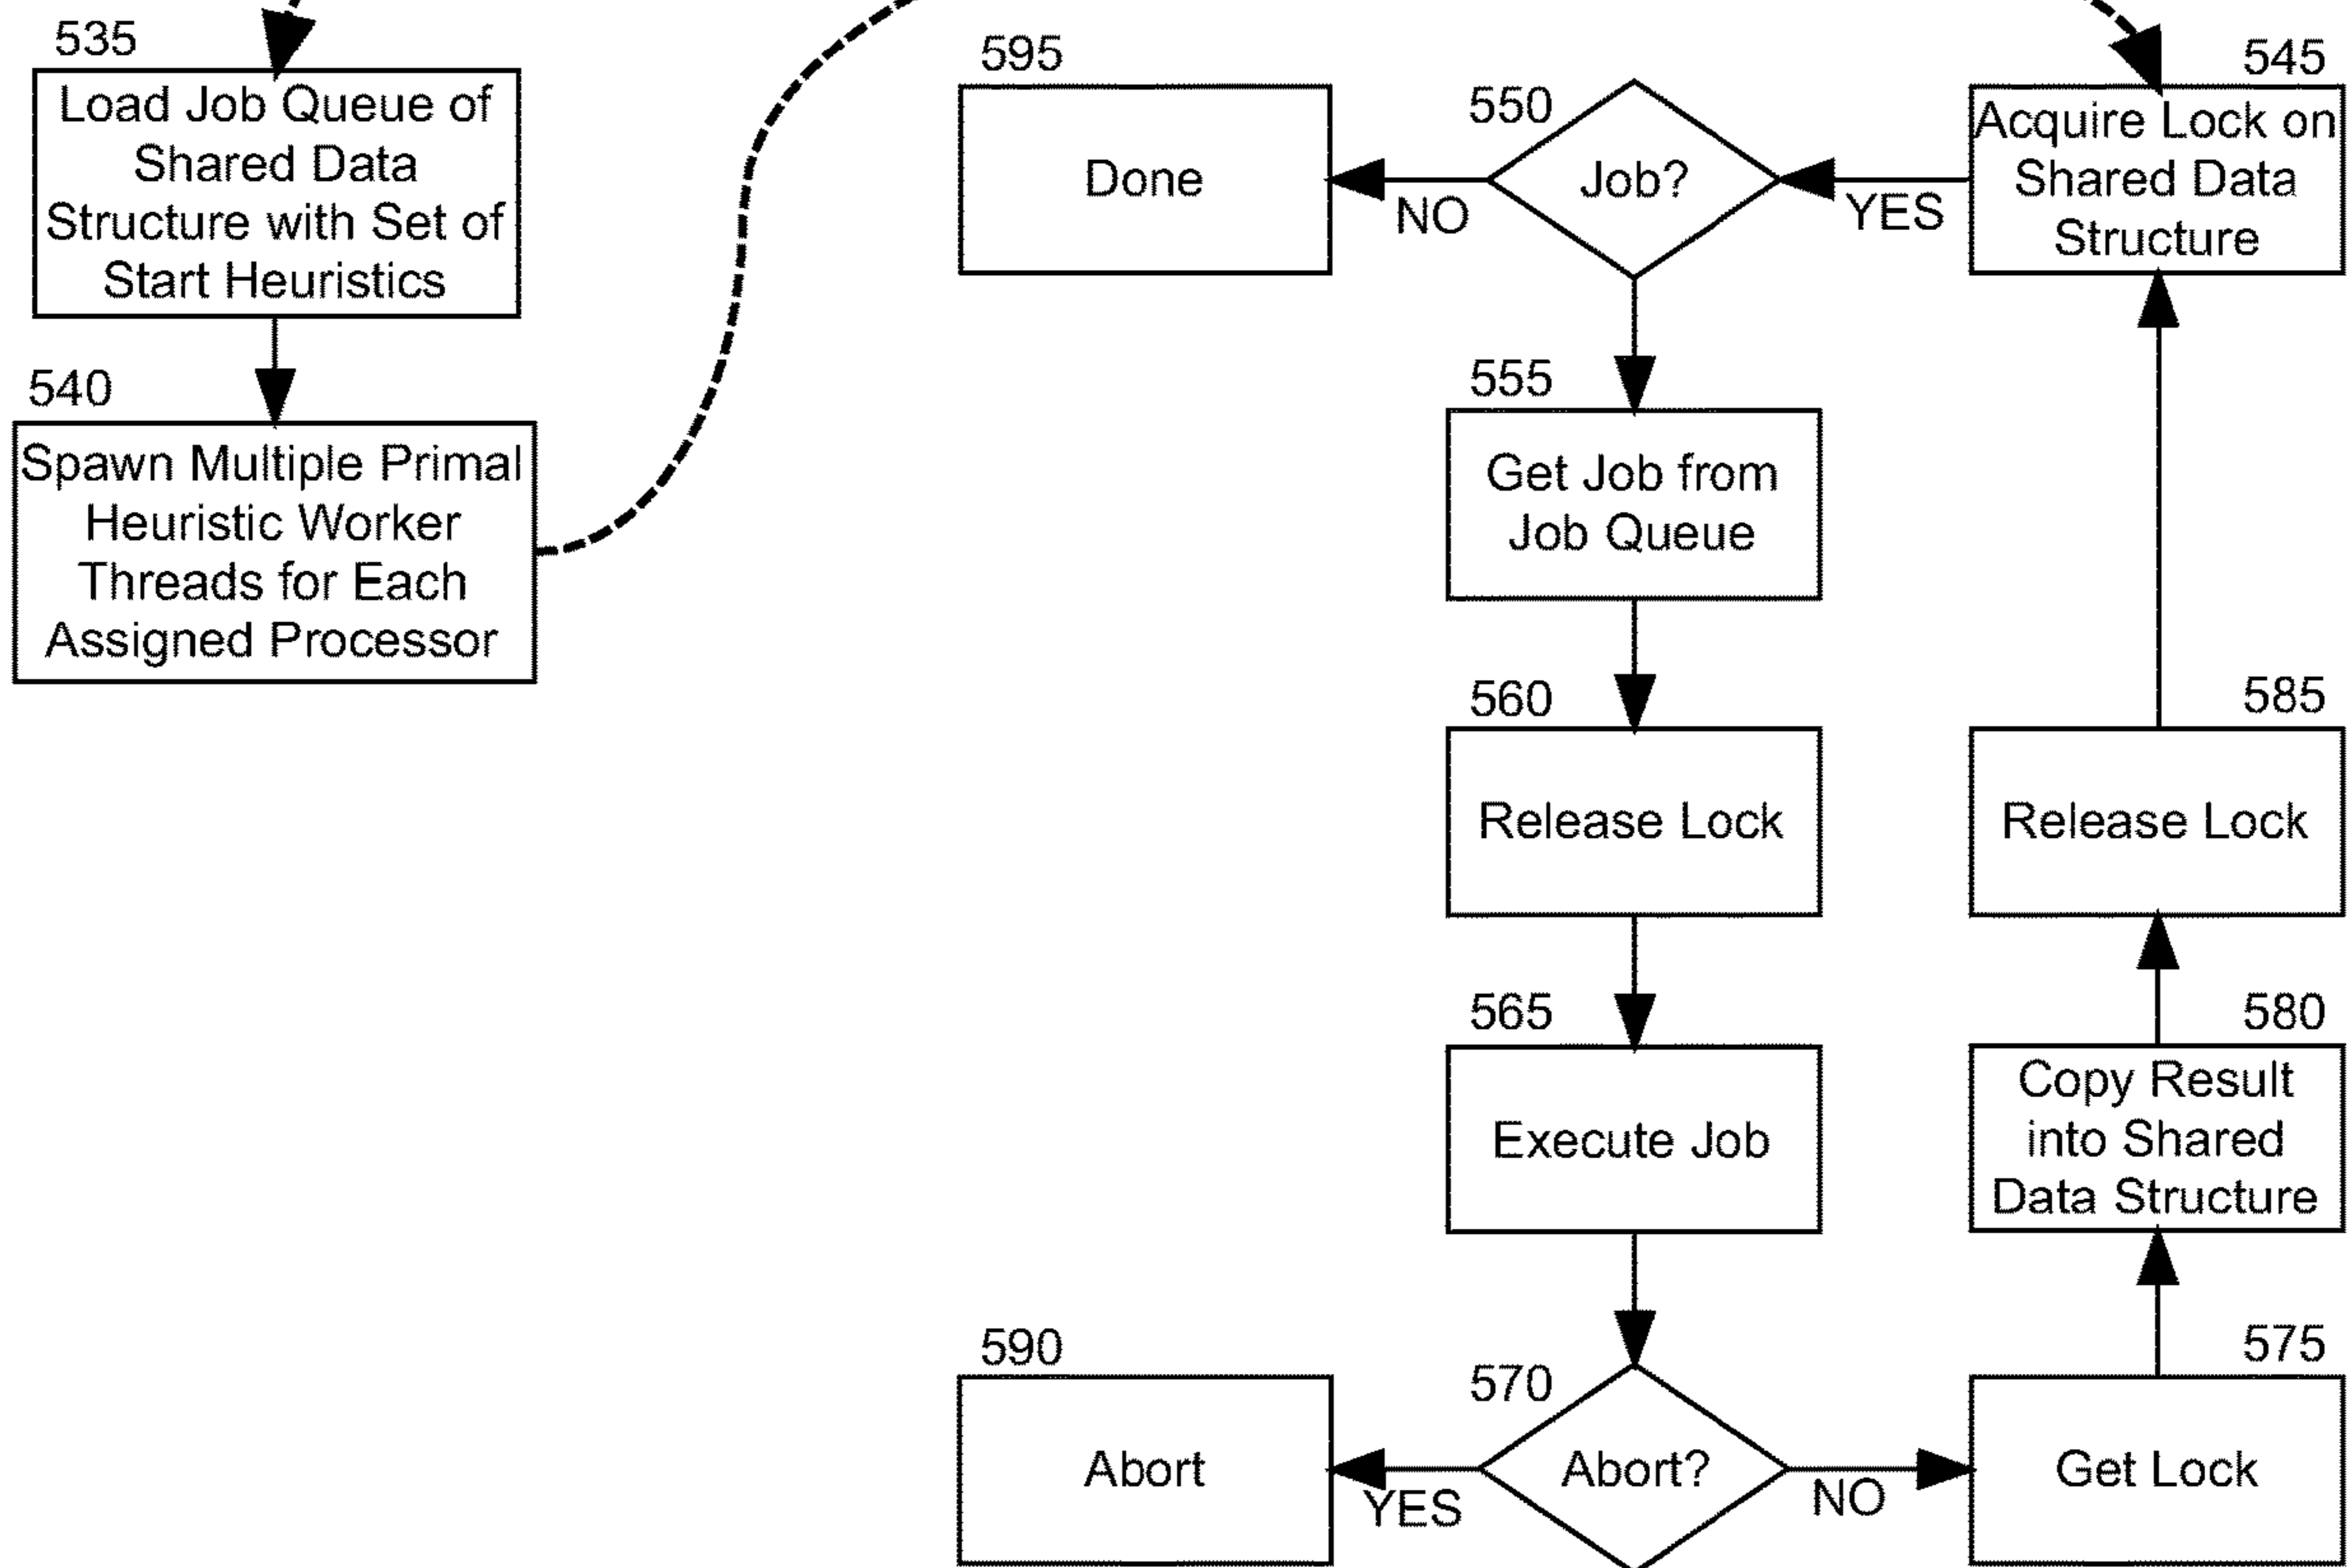 535
Load Job Queue of
Shared Data
Structure with Set of
Start Heuristics
540
Spawn Multiple Primal
Heuristic Worker
Threads for Each
Assigned Processor
595
Done
NO
550
Job?
YES
545
Acquire Lock on
Shared Data
Structure
555
Get Job from
Job Queue
560
Release Lock
565
Execute Job
570
Abort?
YES
590
Abort
NO
575
Get Lock
580
Copy Result
into Shared
Data Structure
585
Release Lock